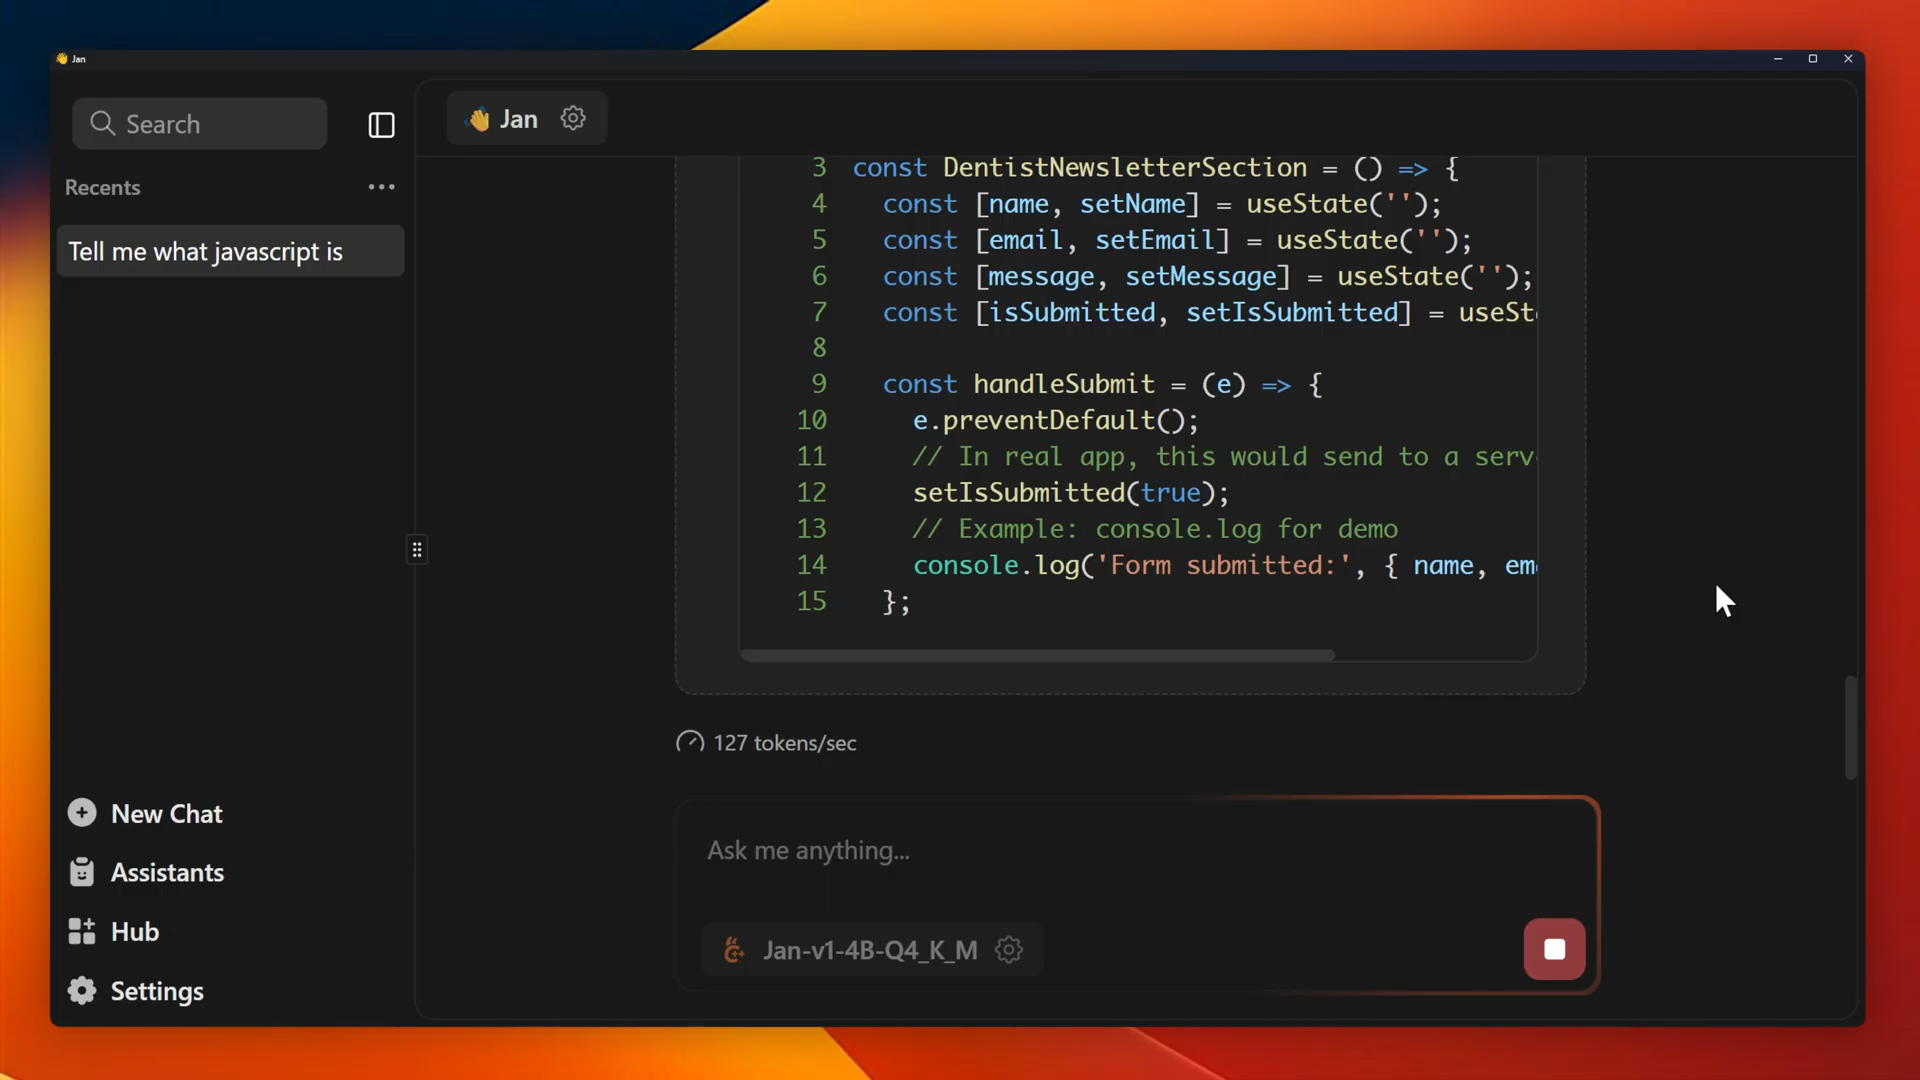 Jan
Search
Recents
Tell me what javascript is
New Chat
Assistants
Hub
Settings
Jan
3 const DentistNewsletterSection = () => {
4 const [name, setName] = useState('');
5 const [email, setEmail] = useState('');
6 const [message, setMessage] = useState('');
7 const [isSubmitted, setIsSubmitted] = useSt
8
9 const handleSubmit = (e) => {
10 e.preventDefault();
11 // In real app, this would send to a serv
12 setIsSubmitted(true);
13 // Example: console.log for demo
14 console.log('Form submitted:', { name, em
15 };
127 tokens/sec
Ask me anything...
Jan-v1-4B-Q4_K_M